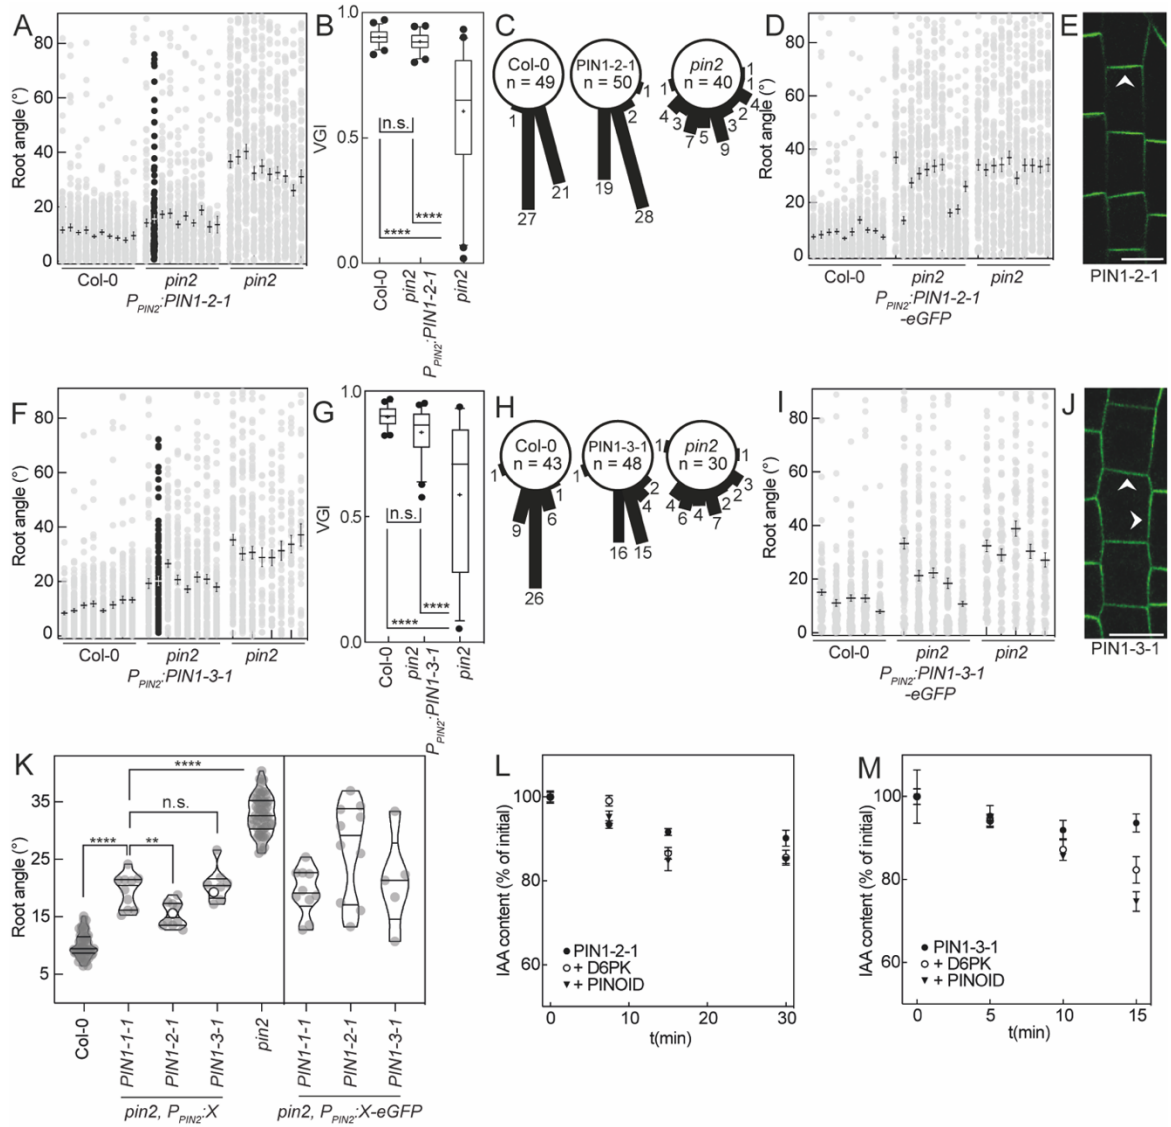 A
80
60
40
20
0
Root angle (°)
Col-0
pin2
pin2
P_PIN2:PIN1-2-1
B
1.0
0.5
0.0
VGI
n.s.
****
****
Col-0
pin2
P_PIN2:PIN1-2-1
pin2
C
Col-0
n = 49
1
27
21
PIN1-2-1
n = 50
1
2
19
28
pin2
n = 40
1
1
1
4
4
3
7
5
9
3
2
D
80
60
40
20
0
Root angle (°)
Col-0
pin2
pin2
P_PIN2:PIN1-2-1
-eGFP
E
PIN1-2-1
F
80
60
40
20
0
Root angle (°)
Col-0
pin2
pin2
P_PIN2:PIN1-3-1
G
1.0
0.5
0.0
VGI
n.s.
****
****
Col-0
pin2
P_PIN2:PIN1-3-1
pin2
H
Col-0
n = 43
1
1
9
6
26
PIN1-3-1
n = 48
1
2
4
16
15
pin2
n = 30
1
1
3
2
2
4
6
4
7
I
80
60
40
20
0
Root angle (°)
Col-0
pin2
pin2
P_PIN2:PIN1-3-1
-eGFP
J
PIN1-3-1
K
35
25
15
5
Root angle (°)
****
n.s.
****
**
Col-0
PIN1-1-1
PIN1-2-1
PIN1-3-1
pin2
PIN1-1-1
PIN1-2-1
PIN1-3-1
pin2, P_PIN2:X
pin2, P_PIN2:X-eGFP
L
100
80
60
IAA content (% of initial)
PIN1-2-1
+ D6PK
+ PINOID
0
10
20
30
t(min)
M
100
80
60
IAA content (% of initial)
PIN1-3-1
+ D6PK
+ PINOID
0
5
10
15
t(min)